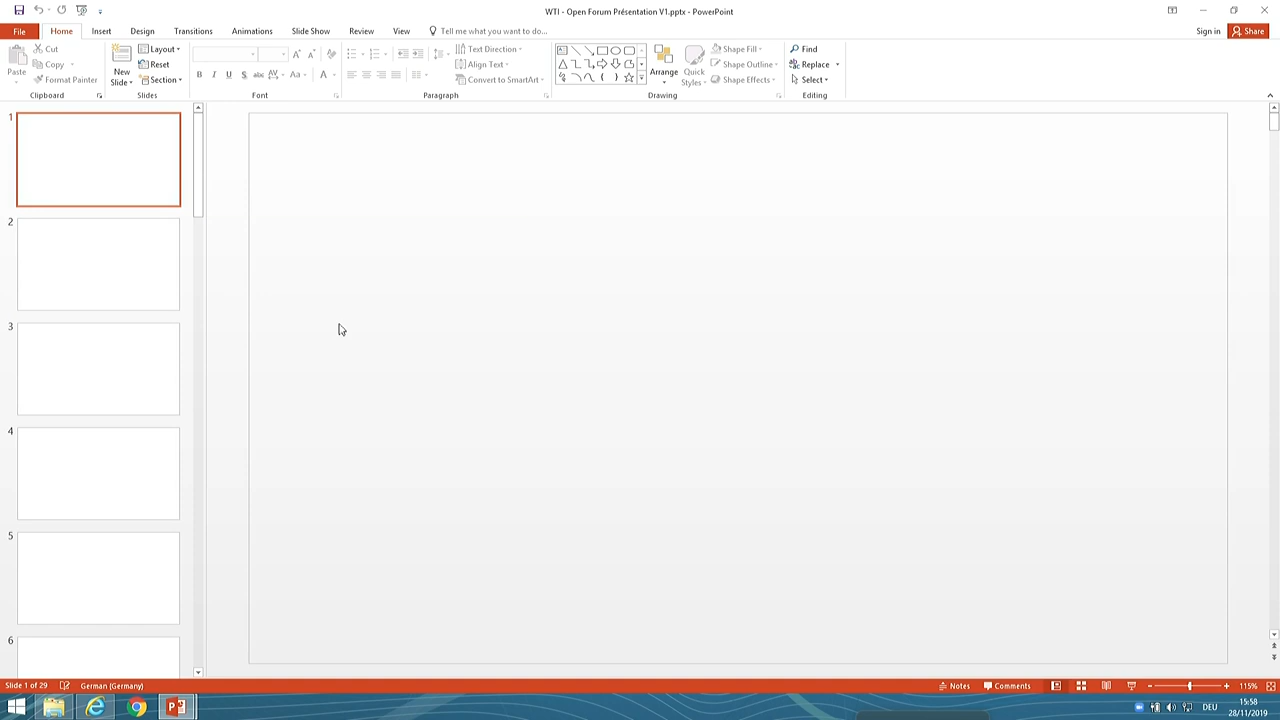 WTI - Open Forum Présentation V1.pptx - PowerPoint
File Home Insert Design Transitions Animations Slide Show Review View Tell me what you want to do... Sign in Share
Paste
Cut
Copy
Format Painter
Clipboard
New Slide
Layout
Reset
Section
Slides
B I U S abc AV Aa A
Font
Text Direction
Align Text
Convert to SmartArt
Paragraph
Arrange
Quick Styles
Shape Fill
Shape Outline
Shape Effects
Drawing
Find
Replace
Select
Editing
1
2
3
4
5
6
Slide 1 of 29 German (Germany) Notes Comments 115%
DEU
15:58
28/11/2019